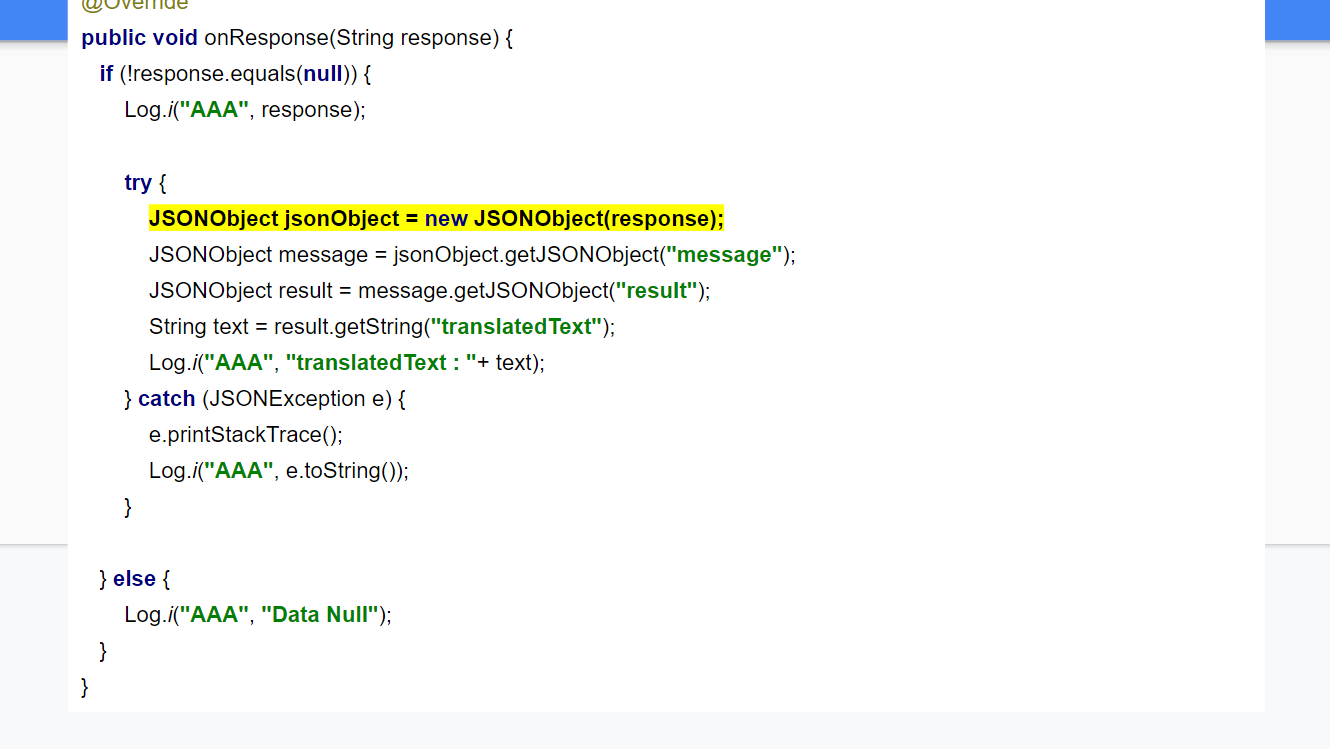 @Override
public void onResponse(String response) {
if (!response.equals(null)) {
Log.i("AAA", response);
try {
JSONObject jsonObject = new JSONObject(response);
JSONObject message = jsonObject.getJSONObject("message");
JSONObject result = message.getJSONObject("result");
String text = result.getString("translatedText");
Log.i("AAA", "translatedText : "+ text);
} catch (JSONException e) {
e.printStackTrace();
Log.i("AAA", e.toString());
}
} else {
Log.i("AAA", "Data Null");
}
}